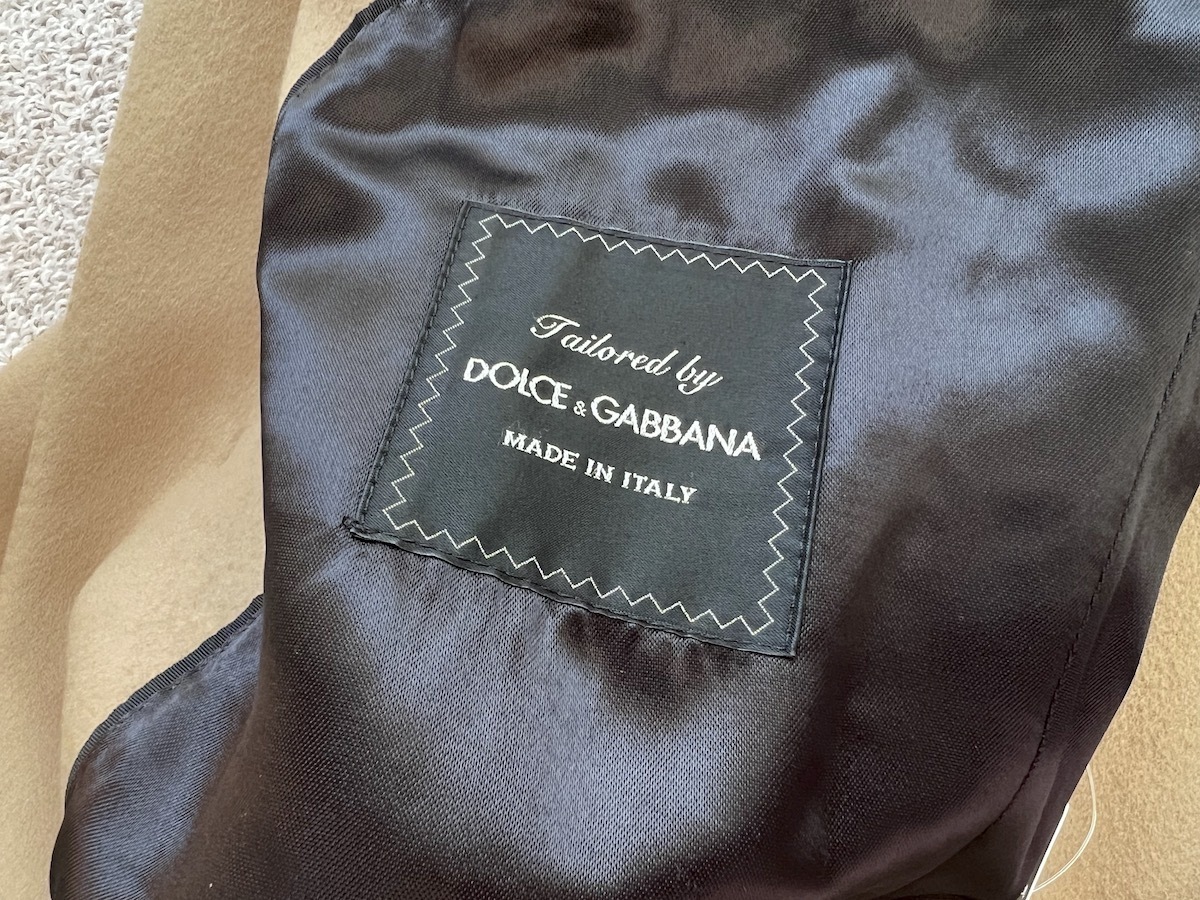 Tailored by
DOLCE & GABBANA
MADE IN ITALY